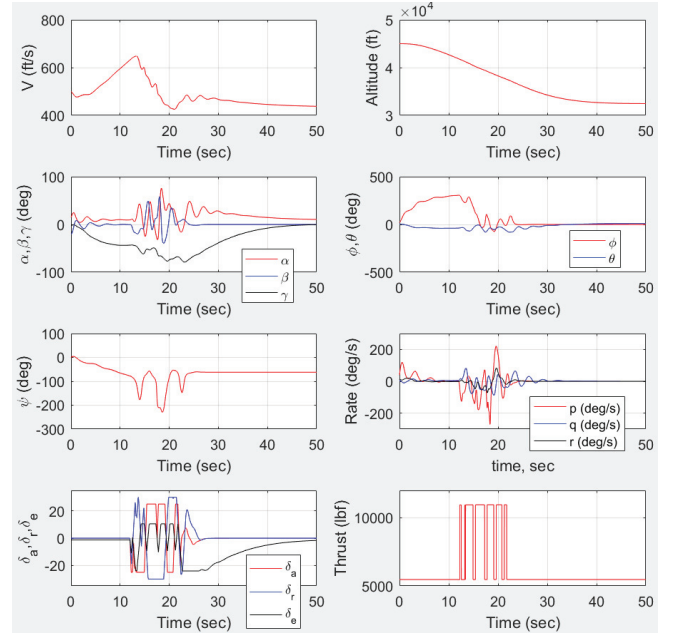 ×10⁴
800
600
400
V (ft/s)
0 10 20 30 40 50
Time (sec)
5
4
3
Altitude (ft)
0 10 20 30 40 50
Time (sec)
100
0
-100
α,β,γ (deg)
0 10 20 30 40 50
Time (sec)
α
β
γ
500
0
-500
ϕ,θ (deg)
0 10 20 30 40 50
Time (sec)
ϕ
θ
100
0
-100
-200
-300
ψ (deg)
0 10 20 30 40 50
Time (sec)
200
0
-200
Rate (deg/s)
0 10 20 30 40 50
time, sec
p (deg/s)
q (deg/s)
r (deg/s)
20
0
-20
δa,δr,δe
0 10 20 30 40 50
Time (sec)
δa
δr
δe
10000
5000
Thrust (lbf)
0 10 20 30 40 50
Time (sec)